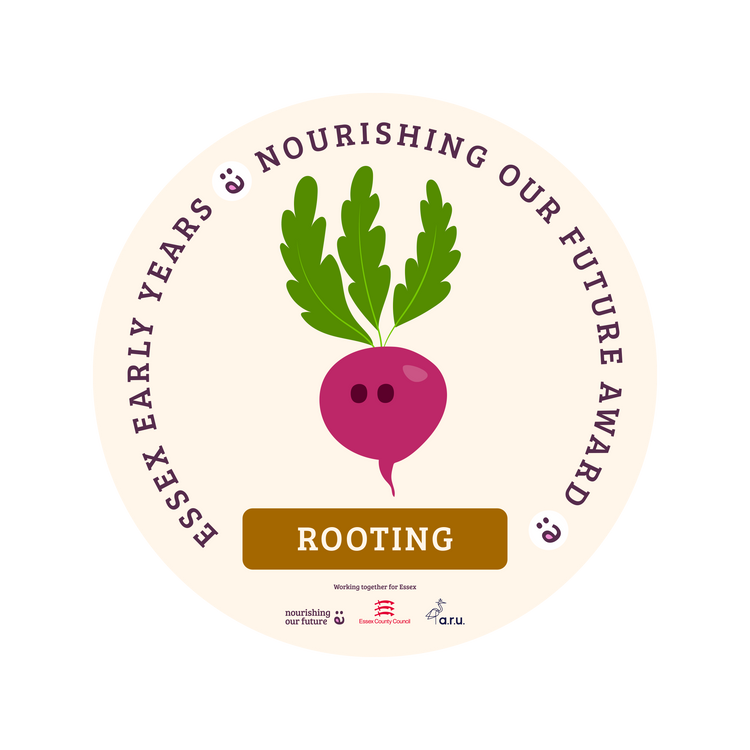 ESSEX EARLY YEARS
NOURISHING OUR FUTURE AWARD
ROOTING
Working together for Essex
nourishing
our future
Essex County Council
a.r.u.